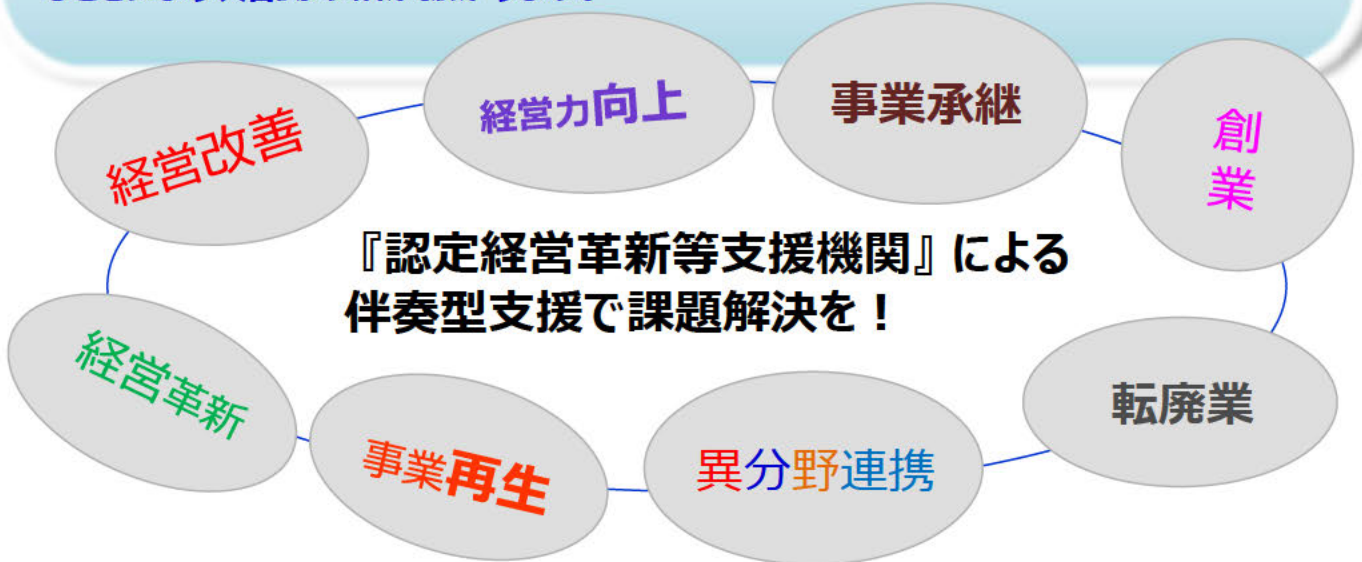 経営改善
経営力向上
事業承継
創業
『認定経営革新等支援機関』による
伴奏型支援で課題解決を！
経営革新
事業再生
異分野連携
転廃業